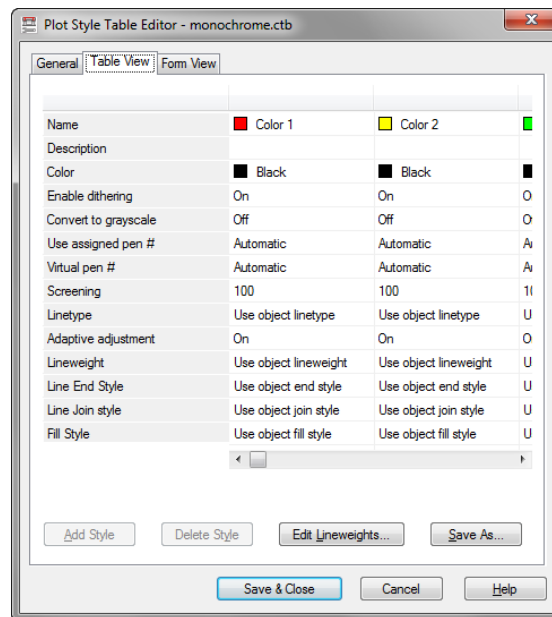 Plot Style Table Editor - monochrome.ctb
General Table View Form View
Name Color 1 Color 2
Description
Color Black Black
Enable dithering On On O
Convert to grayscale Off Off
Use assigned pen # Automatic Automatic
Virtual pen # Automatic Automatic
Screening 100 100
Linetype Use object linetype Use object linetype U
Adaptive adjustment On On O
Lineweight Use object lineweight Use object lineweight U
Line End Style Use object end style Use object end style U
Line Join style Use object join style Use object join style U
Fill Style Use object fill style Use object fill style U
Add Style Delete Style Edit Lineweights... Save As...
Save & Close Cancel Help